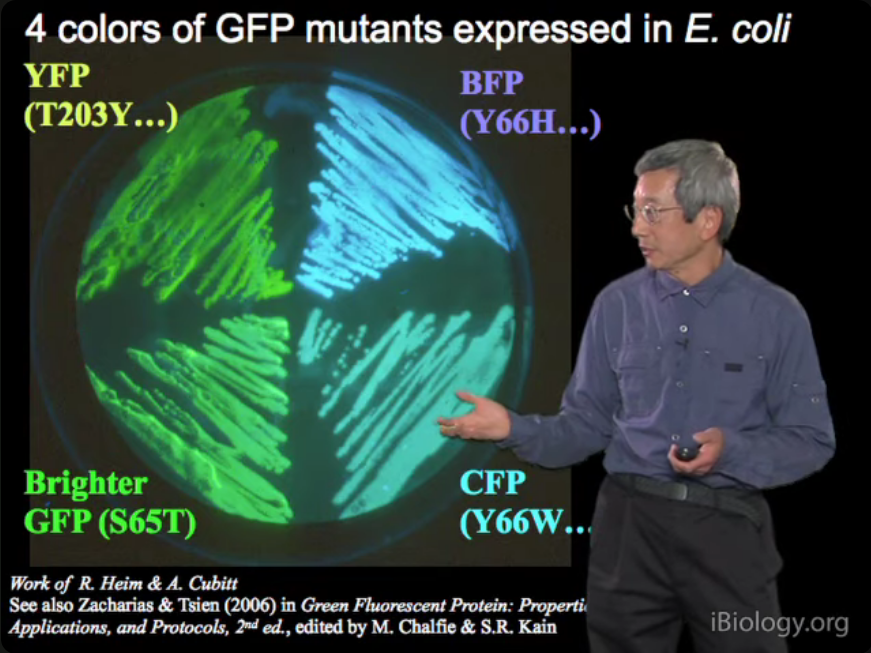 4 colors of GFP mutants expressed in E. coli
YFP
(T203Y...)
BFP
(Y66H...)
Brighter
GFP (S65T)
CFP
(Y66W...
Work of R. Heim & A. Cubitt
See also Zacharias & Tsien (2006) in Green Fluorescent Protein: Properti
Applications, and Protocols, 2nd ed., edited by M. Chalfie & S.R. Kain
iBiology.org